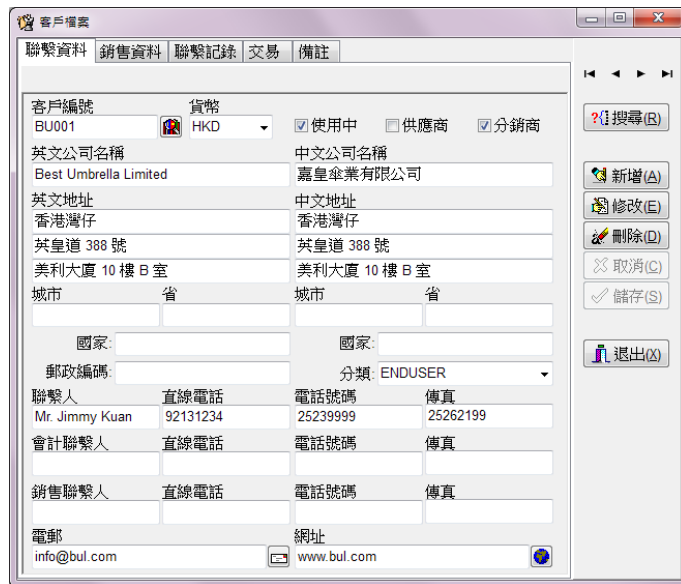 客戶檔案
聯繫資料 銷售資料 聯繫記錄 交易 備註
客戶編號 貨幣
BU001 HKD 使用中 供應商 分銷商
英文公司名稱 中文公司名稱
Best Umbrella Limited 嘉皇傘業有限公司
英文地址 中文地址
香港灣仔 香港灣仔
英皇道 388 號 英皇道 388 號
美利大廈 10 樓 B 室 美利大廈 10 樓 B 室
城市 省 城市 省
國家: 國家:
郵政編碼: 分類: ENDUSER
聯繫人 直線電話 電話號碼 傳真
Mr. Jimmy Kuan 92131234 25239999 25262199
會計聯繫人 直線電話 電話號碼 傳真
銷售聯繫人 直線電話 電話號碼 傳真
電郵 網址
info@bul.com www.bul.com
搜尋(R)
新增(A)
修改(E)
刪除(D)
取消(C)
儲存(S)
退出(X)